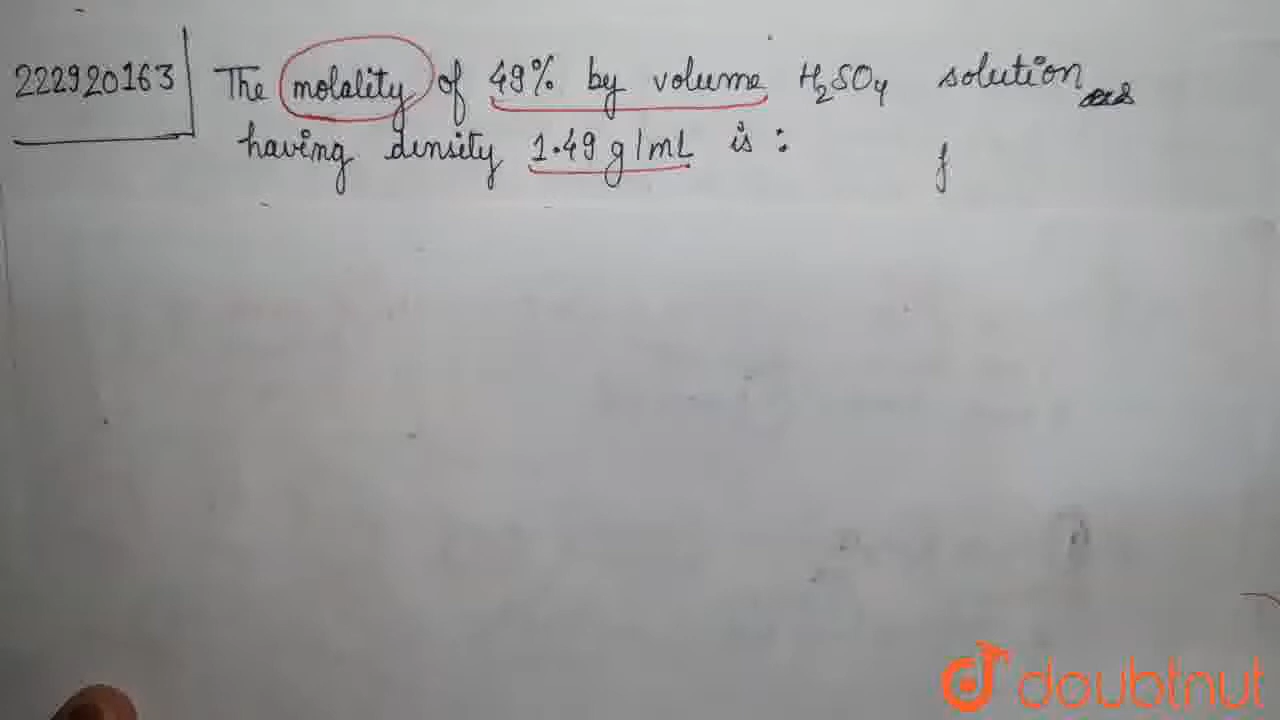 222920163 The molality of 49% by volume H₂SO₄ solution
having density 1.49 g/mL is :
f
doubtnut